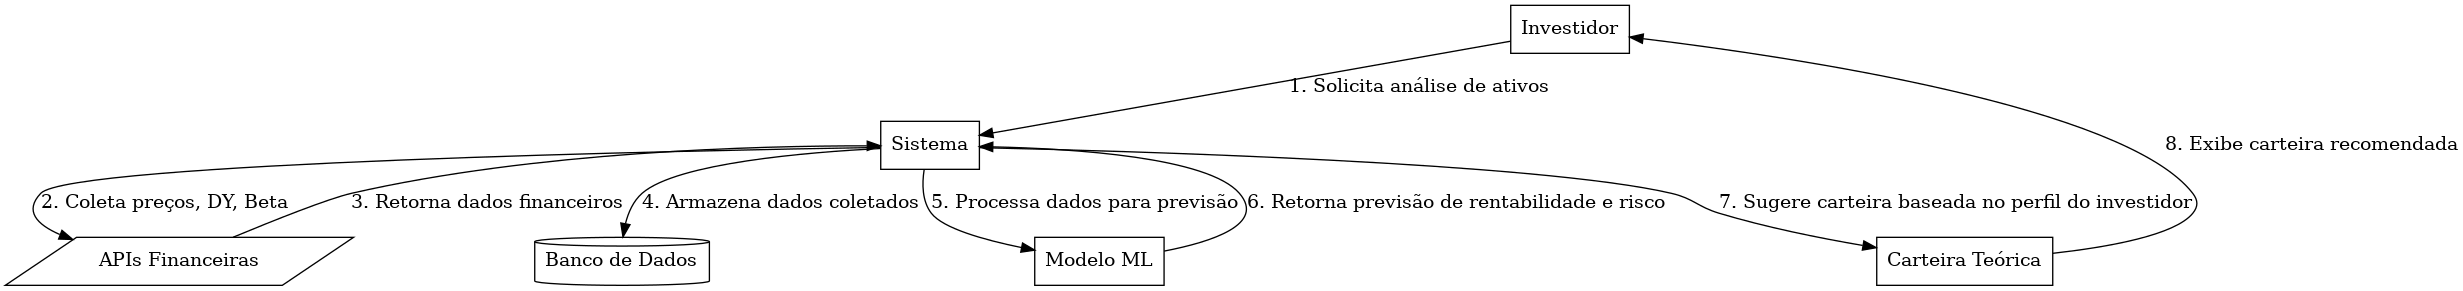 Investidor
1. Solicita análise de ativos
Sistema
8. Exibe carteira recomendada
2. Coleta preços, DY, Beta
3. Retorna dados financeiros
4. Armazena dados coletados
5. Processa dados para previsão
6. Retorna previsão de rentabilidade e risco
7. Sugere carteira baseada no perfil do investidor
APIs Financeiras
Banco de Dados
Modelo ML
Carteira Teórica